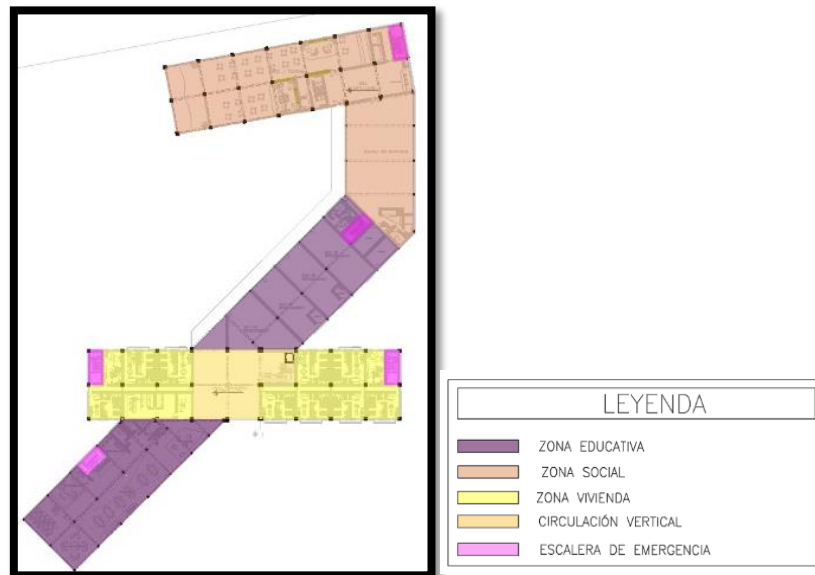 LEYENDA
ZONA EDUCATIVA
ZONA SOCIAL
ZONA VIVIENDA
CIRCULACIÓN VERTICAL
ESCALERA DE EMERGENCIA